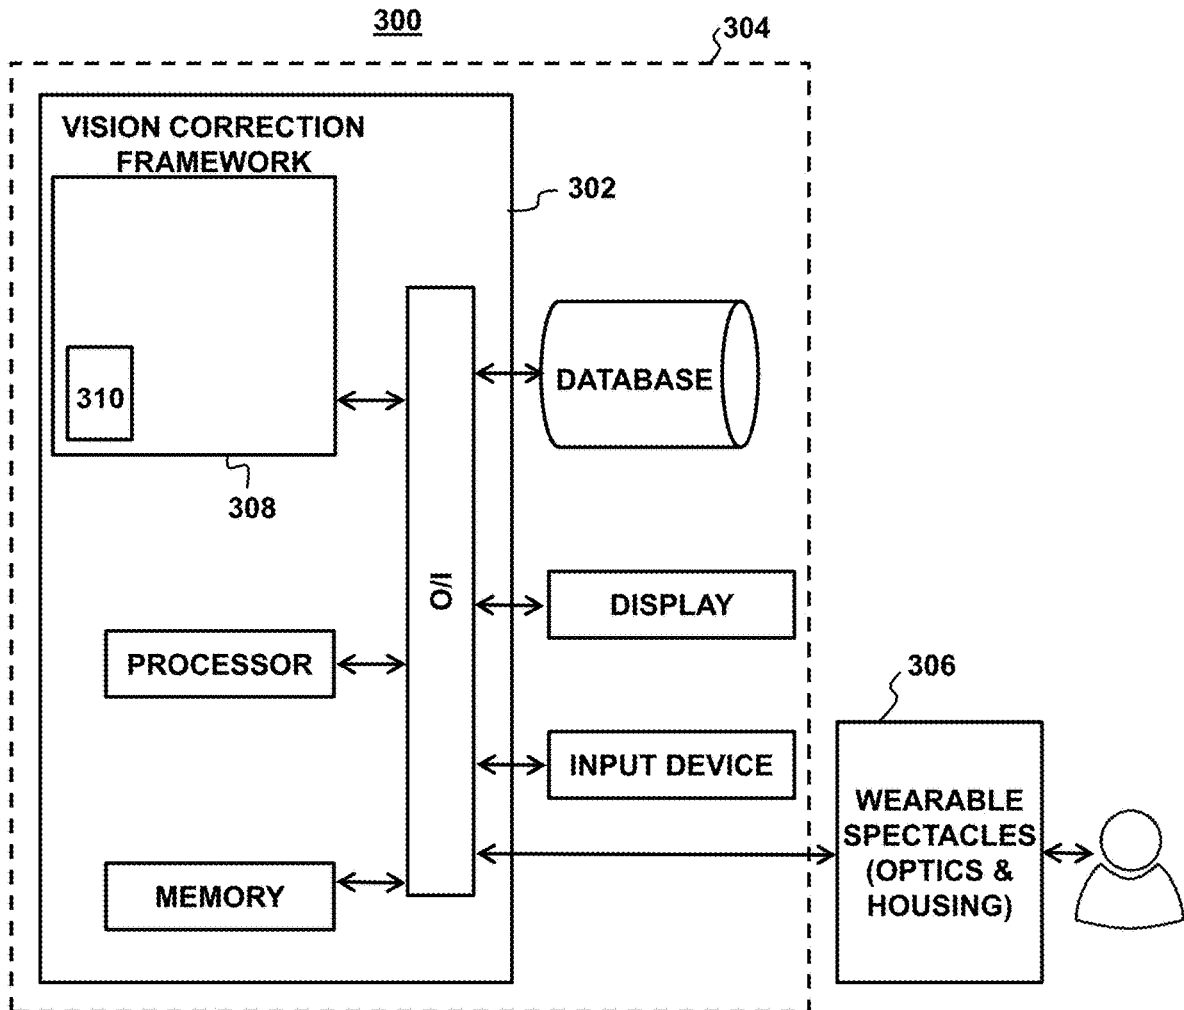 300
304
VISION CORRECTION
FRAMEWORK
302
310
308
DATABASE
O/I
DISPLAY
PROCESSOR
306
INPUT DEVICE
WEARABLE
SPECTACLES
(OPTICS &
HOUSING)
MEMORY